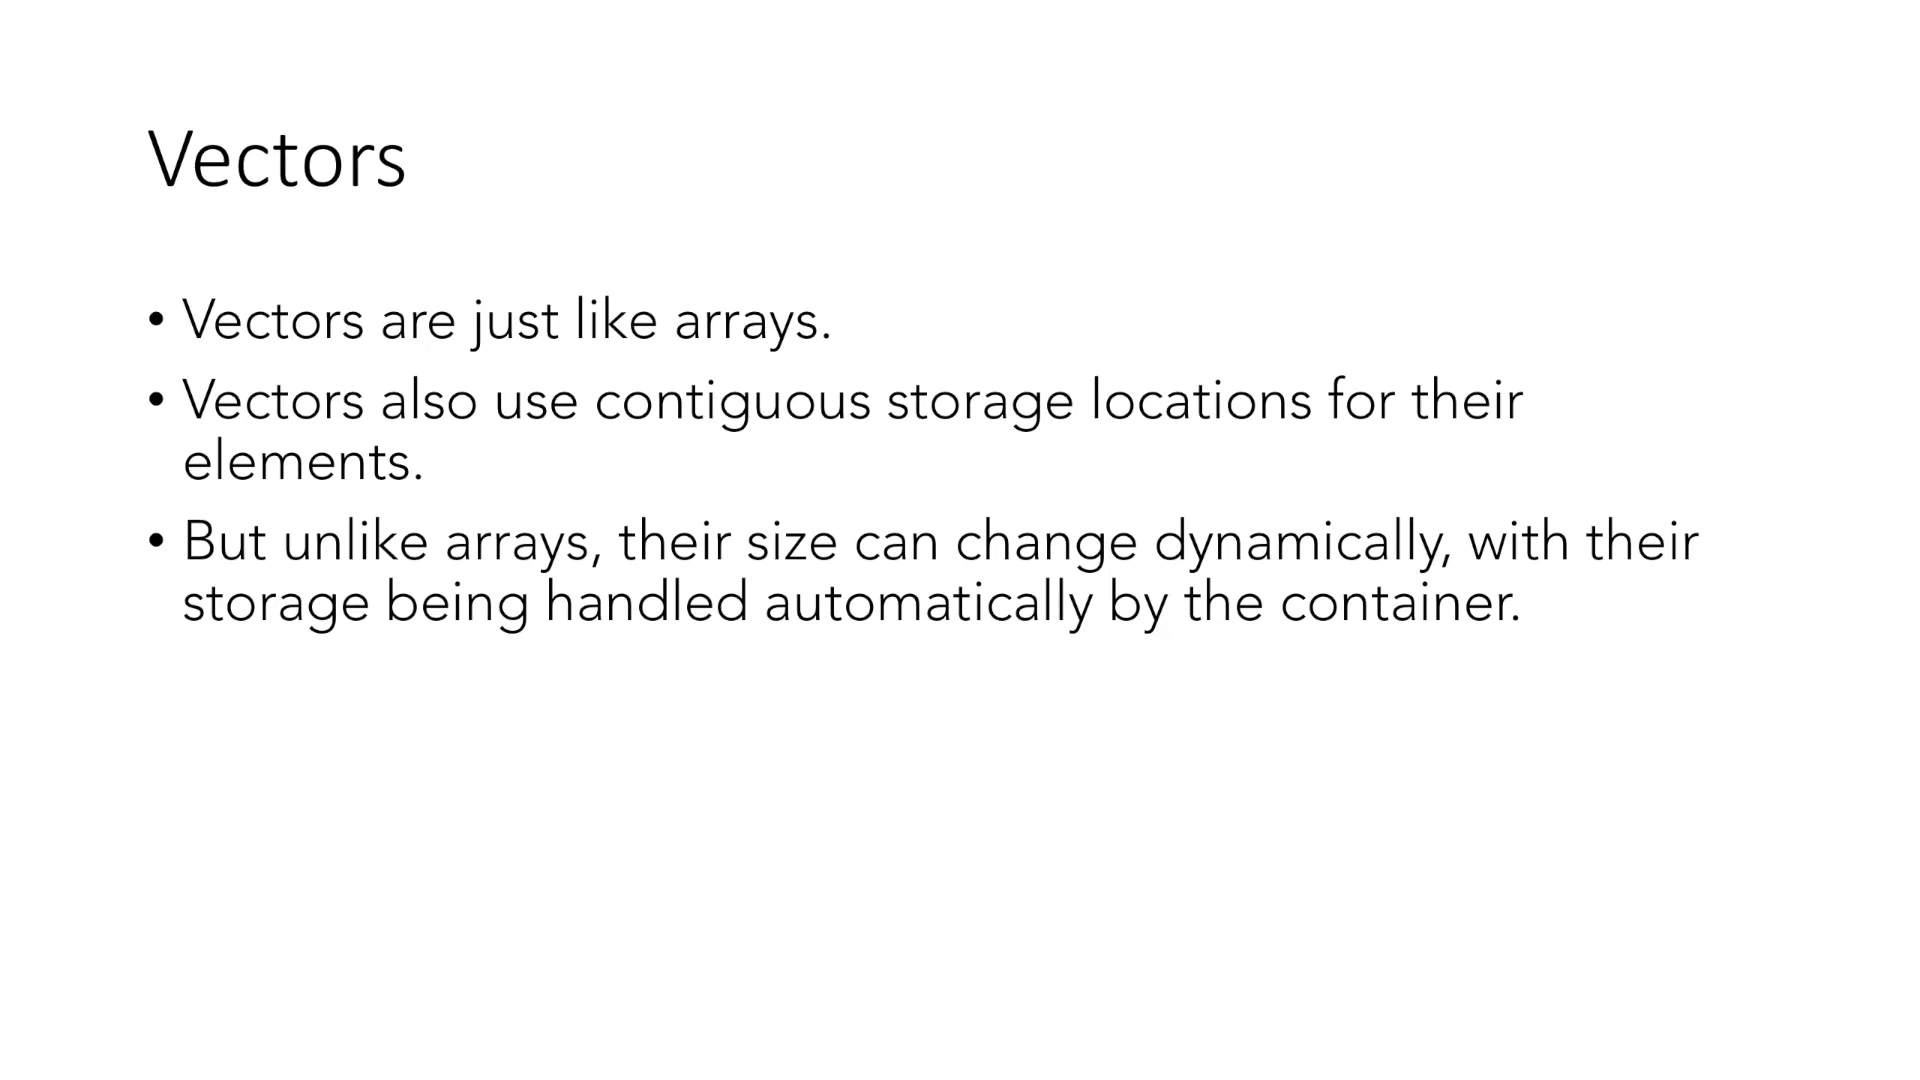 Vectors
• Vectors are just like arrays.
• Vectors also use contiguous storage locations for their
elements.
• But unlike arrays, their size can change dynamically, with their
storage being handled automatically by the container.